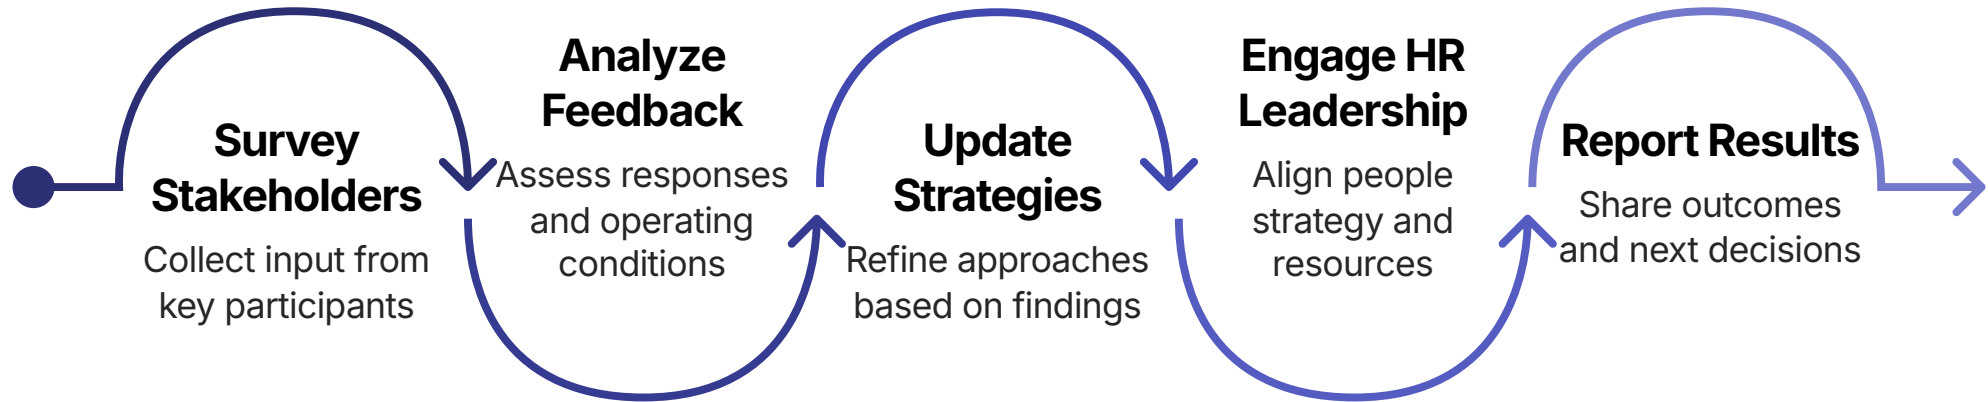 Survey
Stakeholders
Collect input from
key participants
Analyze
Feedback
Assess responses
and operating
conditions
Update
Strategies
Refine approaches
based on findings
Engage HR
Leadership
Align people
strategy and
resources
Report Results
Share outcomes
and next decisions